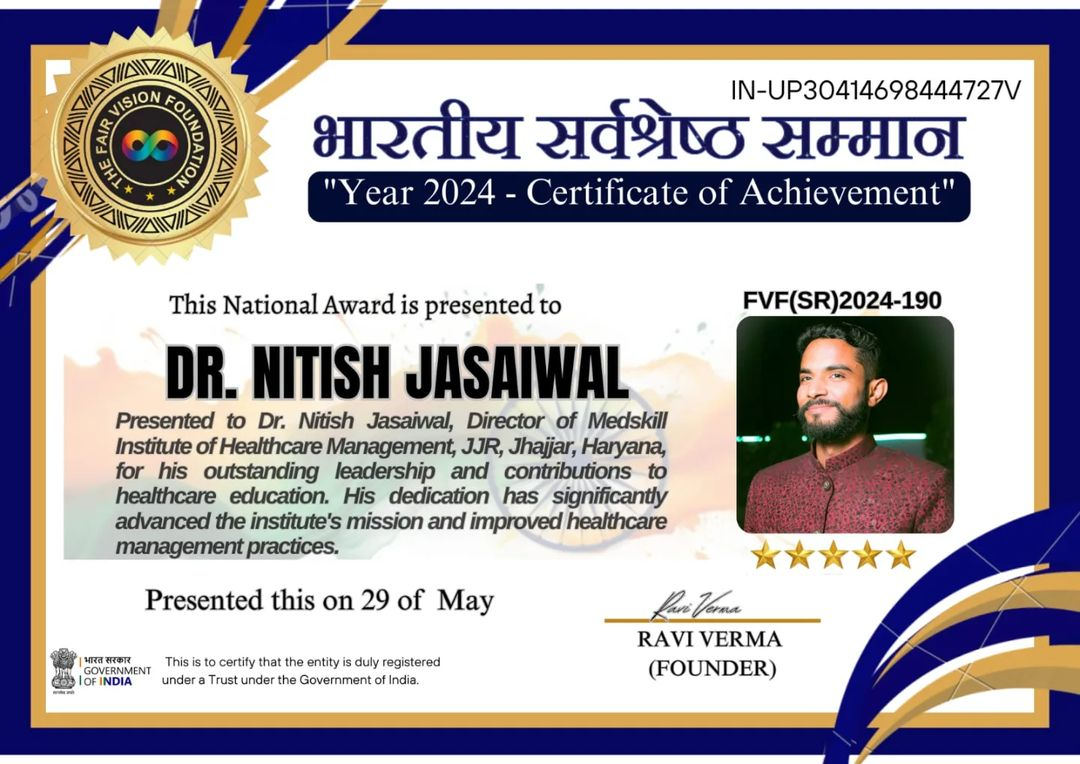 IN-UP30414698444727V
THE FAIR VISION FOUNDATION
भारतीय सर्वश्रेष्ठ सम्मान
"Year 2024 - Certificate of Achievement"
This National Award is presented to
DR. NITISH JASAIWAL
Presented to Dr. Nitish Jasaiwal, Director of Medskill
Institute of Healthcare Management, JJR, Jhajjar, Haryana,
for his outstanding leadership and contributions to
healthcare education. His dedication has significantly
advanced the institute's mission and improved healthcare
management practices.
FVF(SR)2024-190
Presented this on 29 of May
Ravi Verma
RAVI VERMA
(FOUNDER)
भारत सरकार
GOVERNMENT
OF INDIA
सत्यमेव जयते
This is to certify that the entity is duly registered
under a Trust under the Government of India.